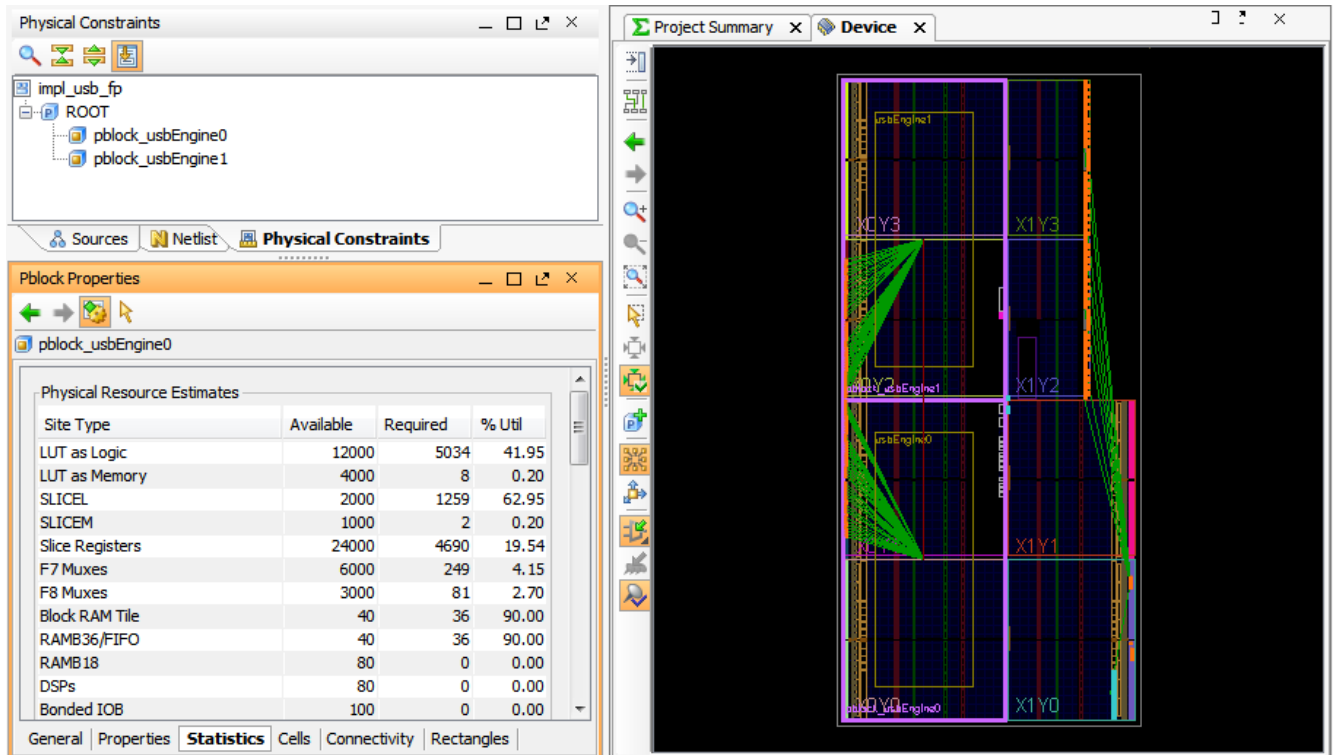 Physical Constraints
impl_usb_fp
ROOT
pblock_usbEngine0
pblock_usbEngine1
Sources Netlist Physical Constraints
Pblock Properties
pblock_usbEngine0
Physical Resource Estimates
Site Type Available Required % Util
LUT as Logic 12000 5034 41.95
LUT as Memory 4000 8 0.20
SLICEL 2000 1259 62.95
SLICEM 1000 2 0.20
Slice Registers 24000 4690 19.54
F7 Muxes 6000 249 4.15
F8 Muxes 3000 81 2.70
Block RAM Tile 40 36 90.00
RAMB36/FIFO 40 36 90.00
RAMB18 80 0 0.00
DSPs 80 0 0.00
Bonded IOB 100 0 0.00
General Properties Statistics Cells Connectivity Rectangles
Project Summary Device
usbEngine1
X0Y3 X1Y3
X1Y2
pblock_usbEngine1
usbEngine0
X1Y1
X0Y0 X1Y0
pblock_usbEngine0